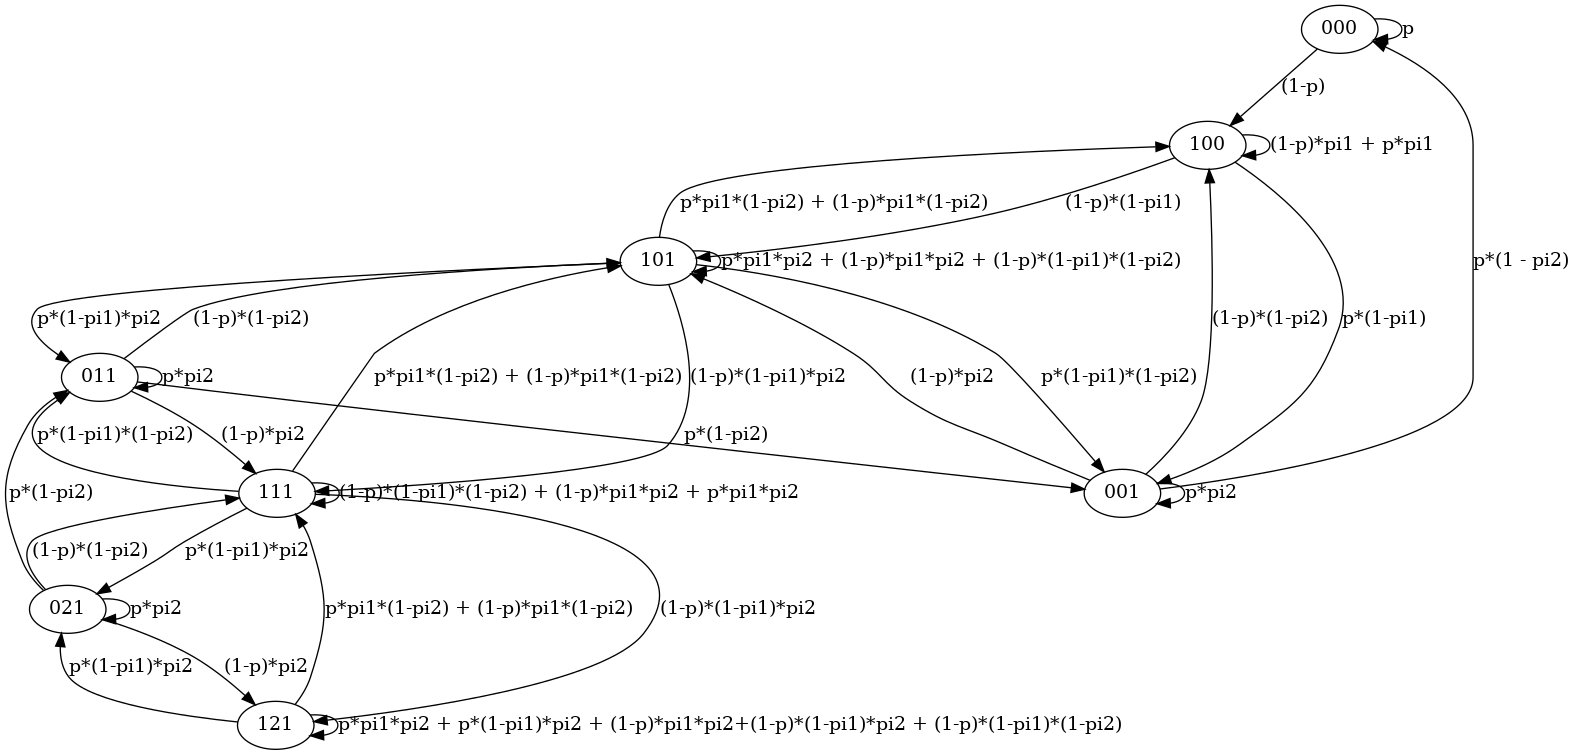 000
p
(1-p)
100
(1-p)*pi1 + p*pi1
p*pi1*(1-pi2) + (1-p)*pi1*(1-pi2)
(1-p)*(1-pi1)
101
p*pi1*pi2 + (1-p)*pi1*pi2 + (1-p)*(1-pi1)*(1-pi2)
p*(1 - pi2)
p*(1-pi1)*pi2
(1-p)*(1-pi2)
(1-p)*(1-pi2)
p*(1-pi1)
011
p*pi2
p*pi1*(1-pi2) + (1-p)*pi1*(1-pi2)
(1-p)*(1-pi1)*pi2
(1-p)*pi2
p*(1-pi1)*(1-pi2)
p*(1-pi1)*(1-pi2)
(1-p)*pi2
p*(1-pi2)
p*(1-pi2)
111
(1-p)*(1-pi1)*(1-pi2) + (1-p)*pi1*pi2 + p*pi1*pi2
001
p*pi2
(1-p)*(1-pi2)
p*(1-pi1)*pi2
021
p*pi2
p*pi1*(1-pi2) + (1-p)*pi1*(1-pi2)
(1-p)*(1-pi1)*pi2
p*(1-pi1)*pi2
(1-p)*pi2
121
p*pi1*pi2 + p*(1-pi1)*pi2 + (1-p)*pi1*pi2+(1-p)*(1-pi1)*pi2 + (1-p)*(1-pi1)*(1-pi2)